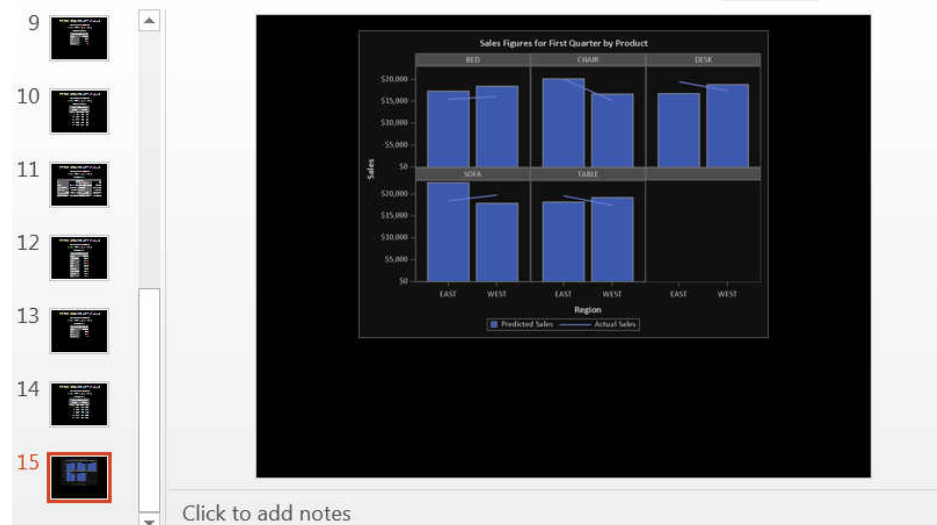 9
10
11
12
13
14
15
Sales Figures for First Quarter by Product
BED CHAIR DESK
$20,000
$15,000
$10,000
$5,000
$0
SOFA TABLE
$20,000
$15,000
$10,000
$5,000
$0
Sales
EAST WEST EAST WEST EAST WEST
Region
Predicted Sales Actual Sales
Click to add notes